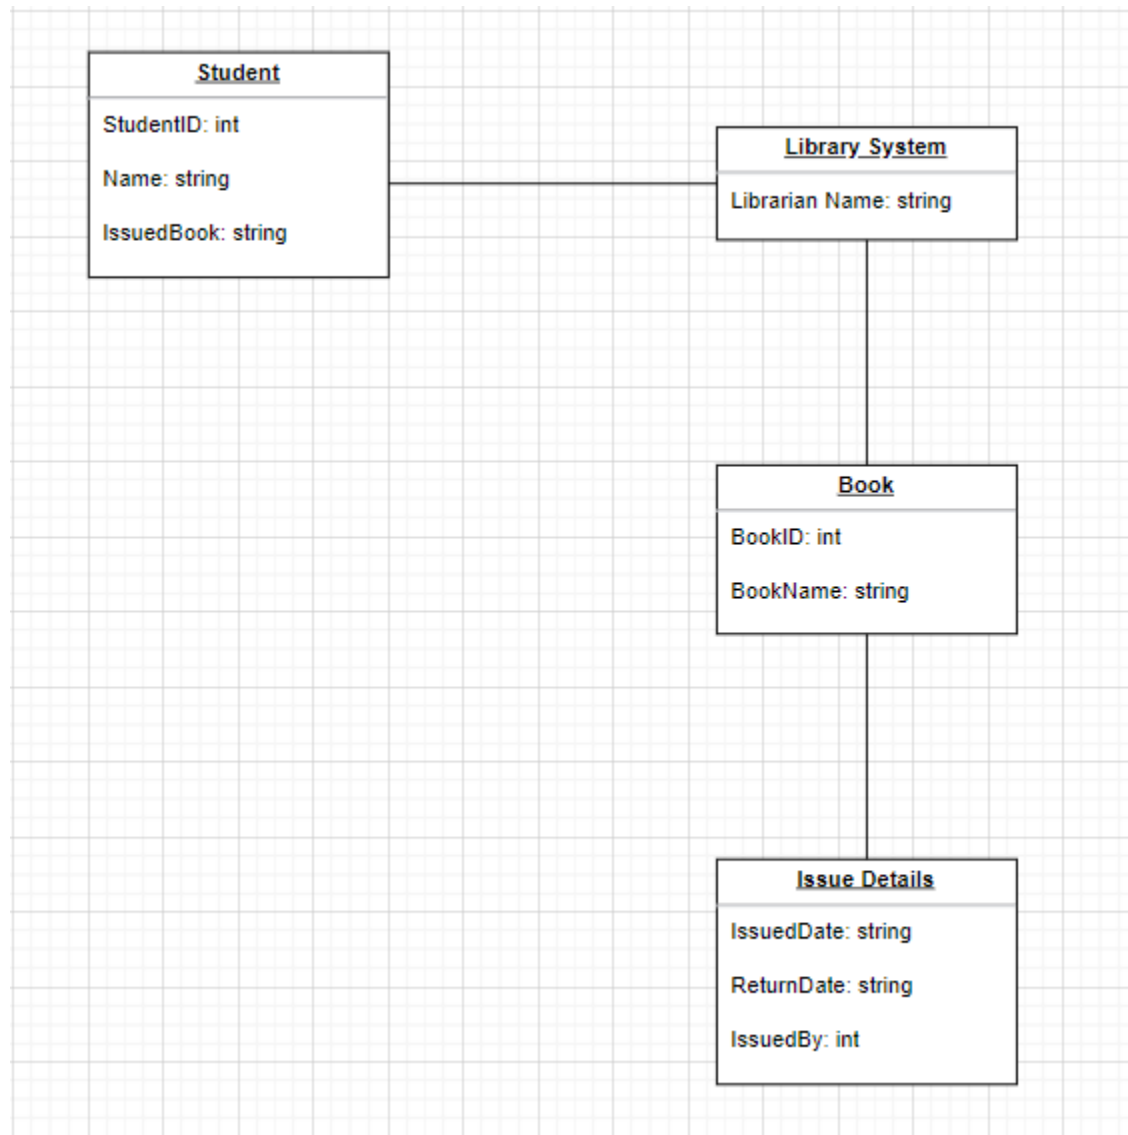 Student
StudentID: int
Name: string
IssuedBook: string
Library System
Librarian Name: string
Book
BookID: int
BookName: string
Issue Details
IssuedDate: string
ReturnDate: string
IssuedBy: int